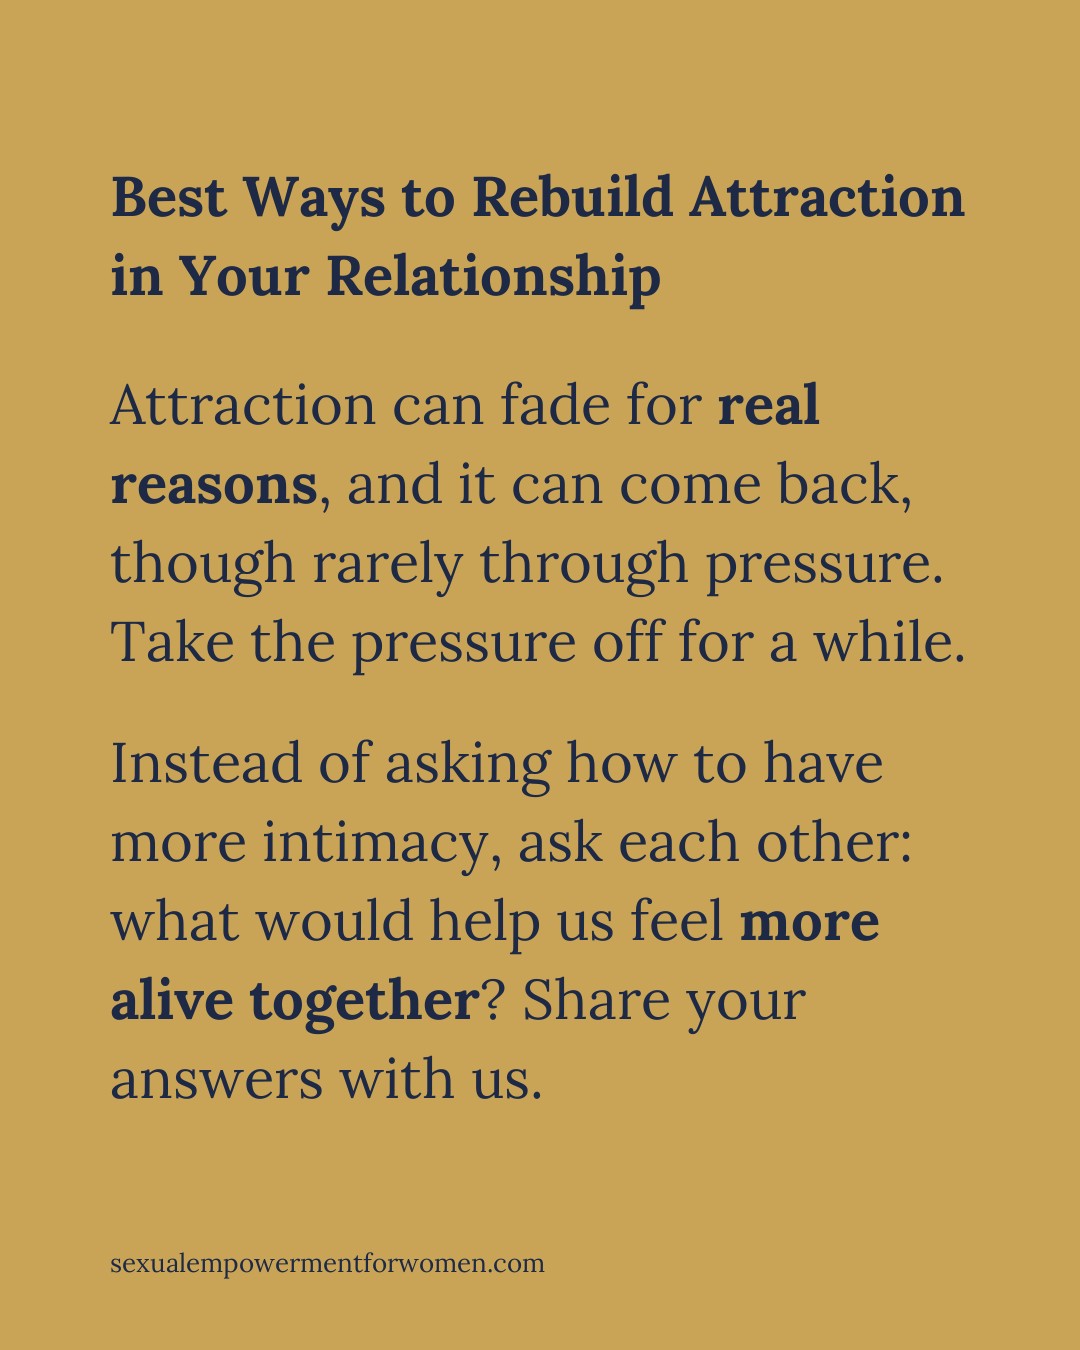 Best Ways to Rebuild Attraction
in Your Relationship
Attraction can fade for real
reasons, and it can come back,
though rarely through pressure.
Take the pressure off for a while.
Instead of asking how to have
more intimacy, ask each other:
what would help us feel more
alive together? Share your
answers with us.
sexualempowermentforwomen.com